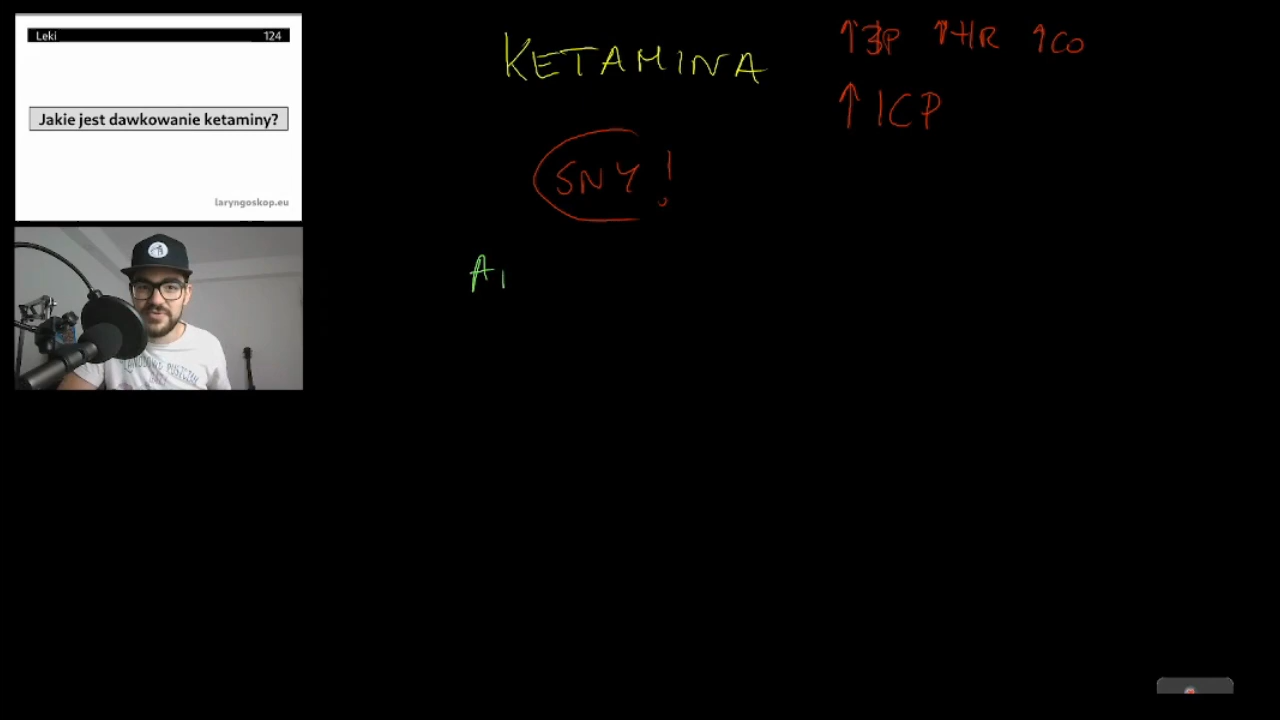 Leki 124
Jakie jest dawkowanie ketaminy?
laryngoskop.eu
KETAMINA
↑BP ↑HR ↑CO
↑ICP
SNY!